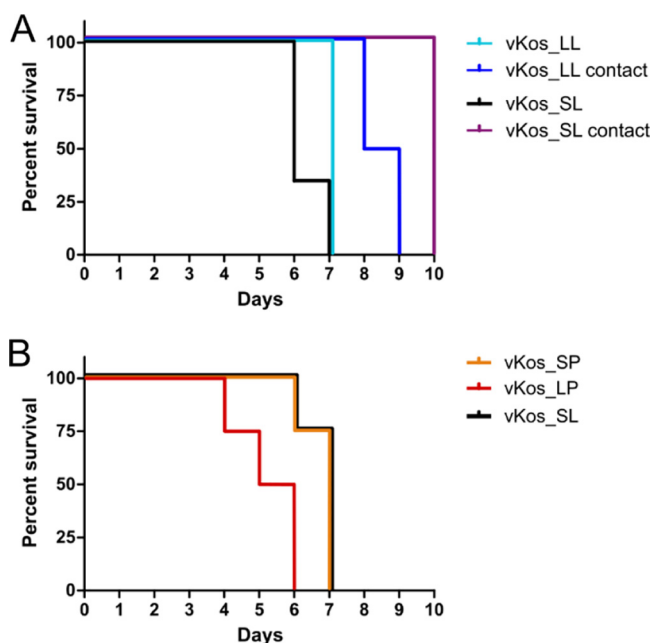 A
Percent survival
100
75
50
25
0
0 1 2 3 4 5 6 7 8 9 10
Days
vKos_LL
vKos_LL contact
vKos_SL
vKos_SL contact
B
Percent survival
100
75
50
25
0
0 1 2 3 4 5 6 7 8 9 10
Days
vKos_SP
vKos_LP
vKos_SL